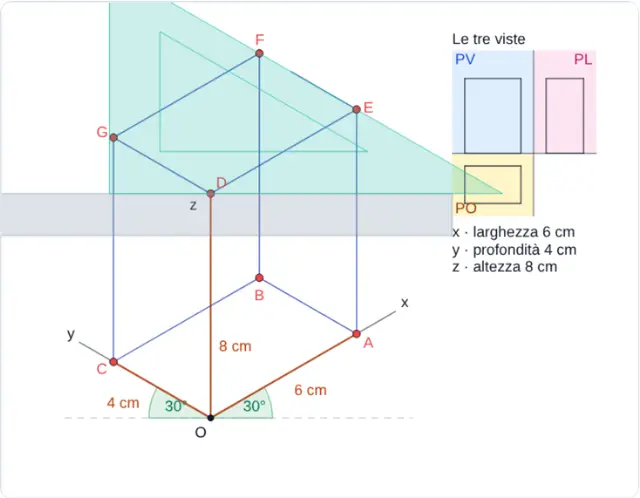 Le tre viste
PV
PL
PO
x · larghezza 6 cm
y · profondità 4 cm
z · altezza 8 cm
F
E
G
D
z
B
x
y
A
C
8 cm
6 cm
4 cm
30°
30°
O